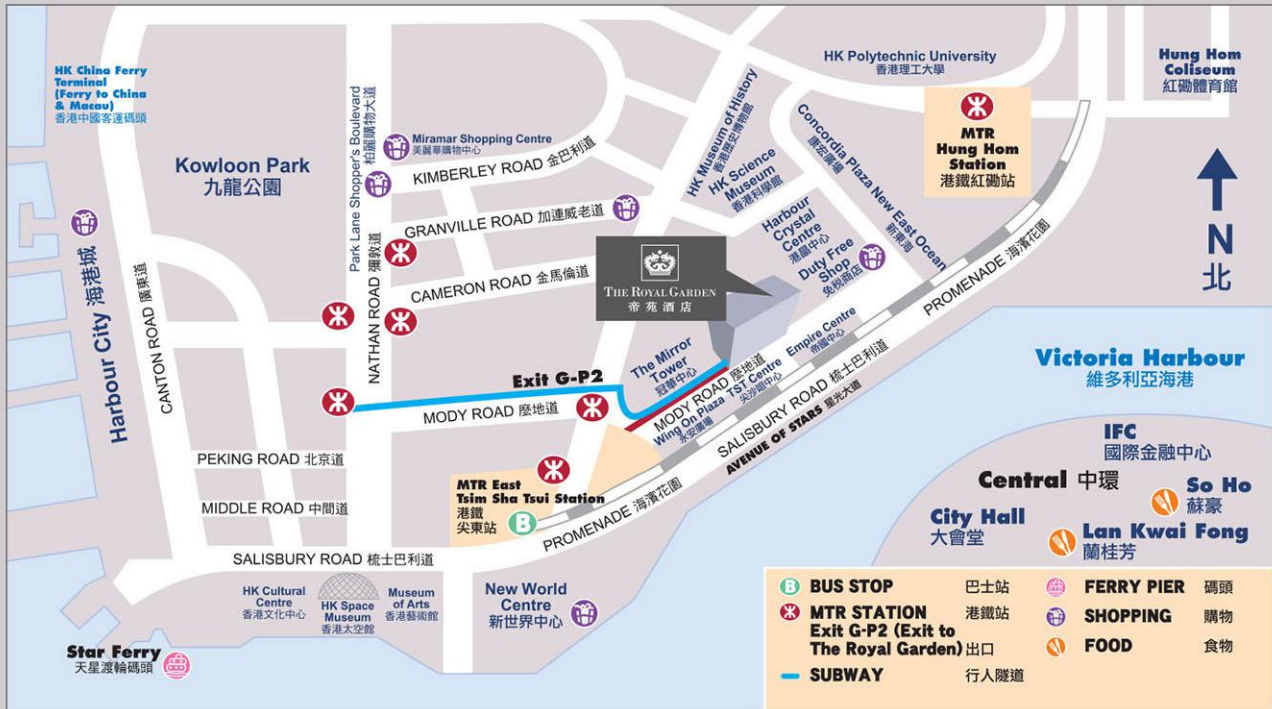 HK China Ferry
Terminal
(Ferry to China
& Macau)
香港中國客運碼頭
Kowloon Park
九龍公園
Harbour City 海港城
CANTON ROAD 廣東道
Park Lane Shopper's Boulevard
柏麗購物大道
NATHAN ROAD 彌敦道
Miramar Shopping Centre
美麗華購物中心
KIMBERLEY ROAD 金巴利道
GRANVILLE ROAD 加連威老道
CAMERON ROAD 金馬倫道
THE ROYAL GARDEN
帝苑酒店
HK Museum of History
香港歷史博物館
HK Science
Museum
香港科學館
Harbour
Crystal
Centre
港晶中心
Duty Free
Shop
免税商店
HK Polytechnic University
香港理工大學
Concordia Plaza New East Ocean
康宏廣場
新東海
Hung Hom
Coliseum
紅磡體育館
MTR
Hung Hom
Station
港鐵紅磡站
N
北
Exit G-P2
MODY ROAD 麼地道
The Mirror
Tower
冠華中心
MODY ROAD 麼地道
Wing On Plaza
永安廣場
TST Centre
尖沙咀中心
Empire Centre
帝國中心
SALISBURY ROAD 梳士巴利道
AVENUE OF STARS 星光大道
PROMENADE 海濱花園
Victoria Harbour
維多利亞海港
PEKING ROAD 北京道
MIDDLE ROAD 中間道
MTR East
Tsim Sha Tsui Station
港鐵
尖東站
B
PROMENADE 海濱花園
SALISBURY ROAD 梳士巴利道
HK Cultural
Centre
香港文化中心
HK Space
Museum
香港太空館
Museum
of Arts
香港藝術館
New World
Centre
新世界中心
Star Ferry
天星渡輪碼頭
IFC
國際金融中心
Central 中環
So Ho
蘇豪
City Hall
大會堂
Lan Kwai Fong
蘭桂芳
B BUS STOP 巴士站
MTR STATION 港鐵站
Exit G-P2 (Exit to
The Royal Garden) 出口
SUBWAY 行人隧道
FERRY PIER 碼頭
SHOPPING 購物
FOOD 食物